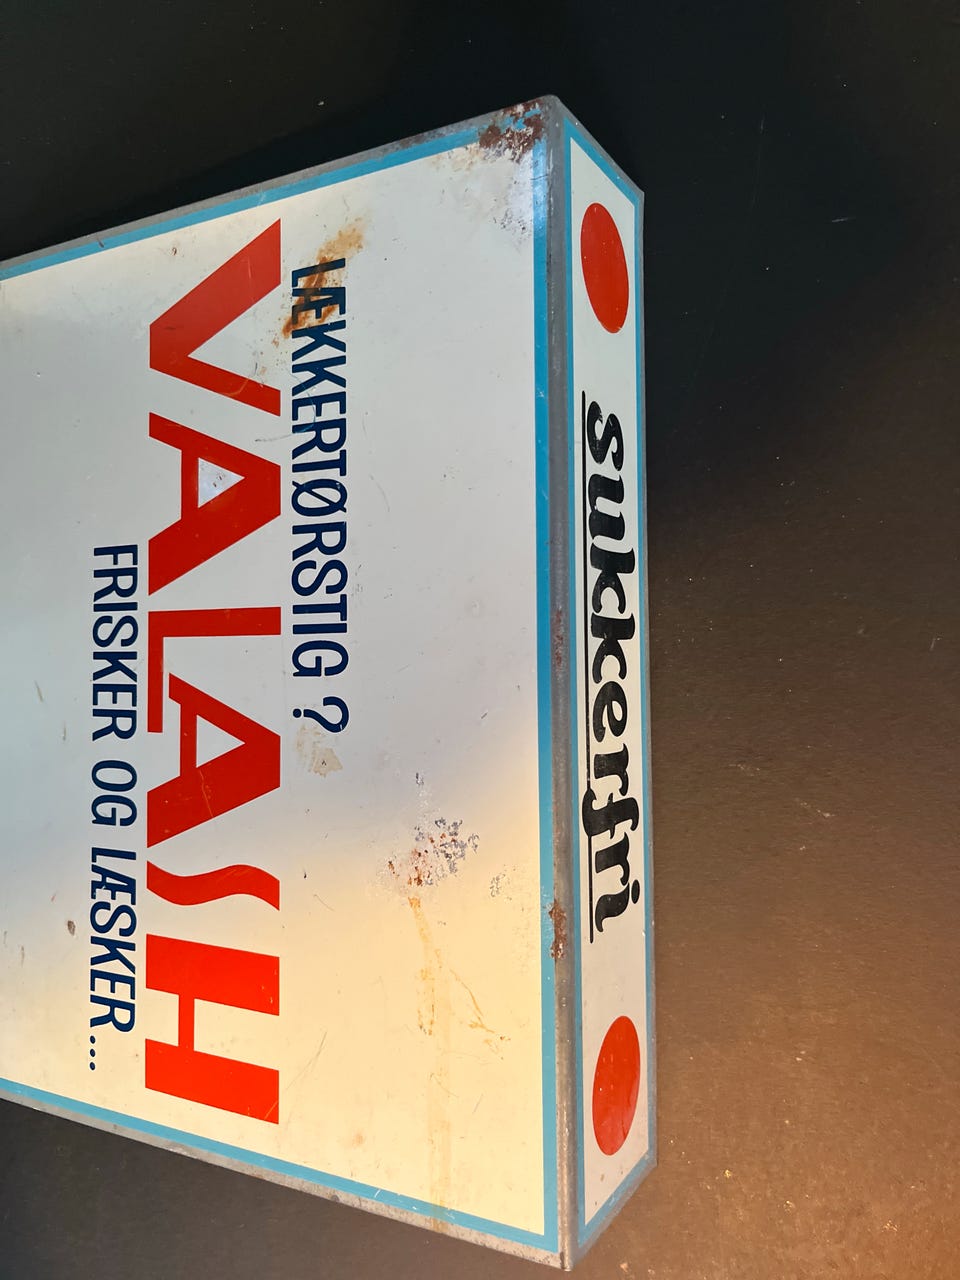 sukkerfri
LÆKKERTØRSTIG ?
VALASH
FRISKER OG LÆSKER...